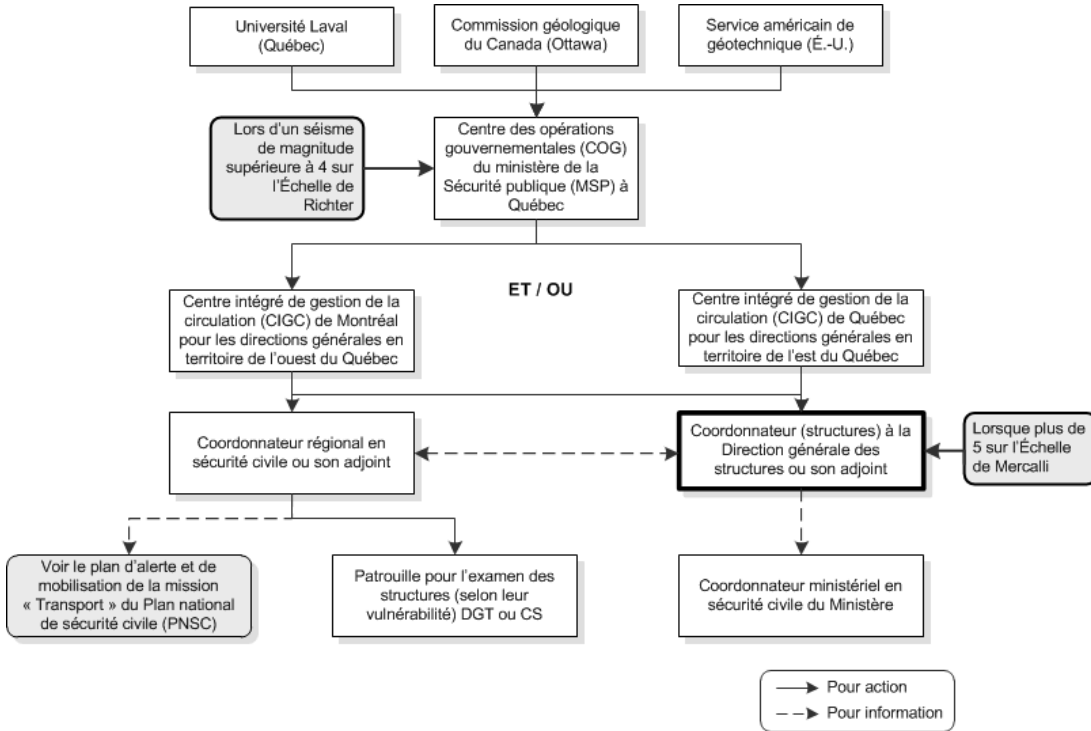 Université Laval
(Québec)
Commission géologique
du Canada (Ottawa)
Service américain de
géotechnique (É.-U.)
Lors d'un séisme
de magnitude
supérieure à 4 sur
l'Échelle de
Richter
Centre des opérations
gouvernementales (COG)
du ministère de la
Sécurité publique (MSP) à
Québec
ET / OU
Centre intégré de gestion de la
circulation (CIGC) de Montréal
pour les directions générales en
territoire de l'ouest du Québec
Centre intégré de gestion de la
circulation (CIGC) de Québec
pour les directions générales en
territoire de l'est du Québec
Coordonnateur régional en
sécurité civile ou son adjoint
Coordonnateur (structures) à la
Direction générale des
structures ou son adjoint
Lorsque plus de
5 sur l'Échelle
de Mercalli
Voir le plan d'alerte et de
mobilisation de la mission
« Transport » du Plan national
de sécurité civile (PNSC)
Patrouille pour l'examen des
structures (selon leur
vulnérabilité) DGT ou CS
Coordonnateur ministériel en
sécurité civile du Ministère
Pour action
Pour information